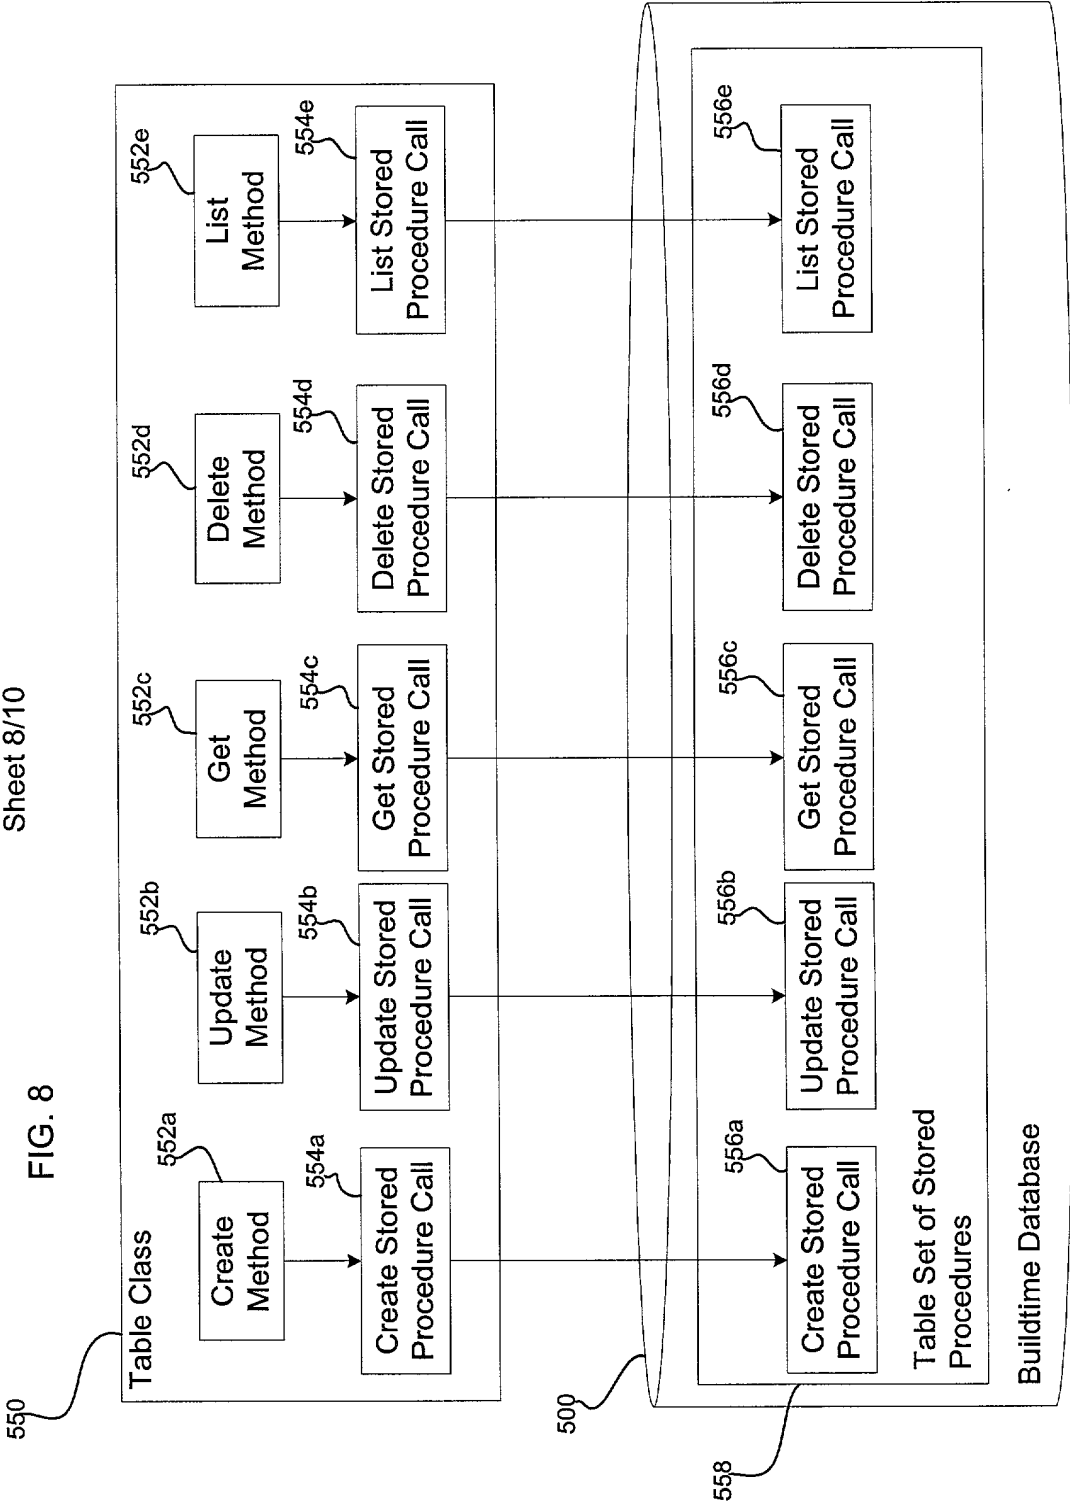 Sheet 8/10
FIG. 8
550
Table Class
552a
Create
Method
552b
Update
Method
552c
Get
Method
552d
Delete
Method
552e
List
Method
554a
Create Stored
Procedure Call
554b
Update Stored
Procedure Call
554c
Get Stored
Procedure Call
554d
Delete Stored
Procedure Call
554e
List Stored
Procedure Call
500
558
556a
Create Stored
Procedure Call
556b
Update Stored
Procedure Call
556c
Get Stored
Procedure Call
556d
Delete Stored
Procedure Call
556e
List Stored
Procedure Call
Table Set of Stored
Procedures
Buildtime Database